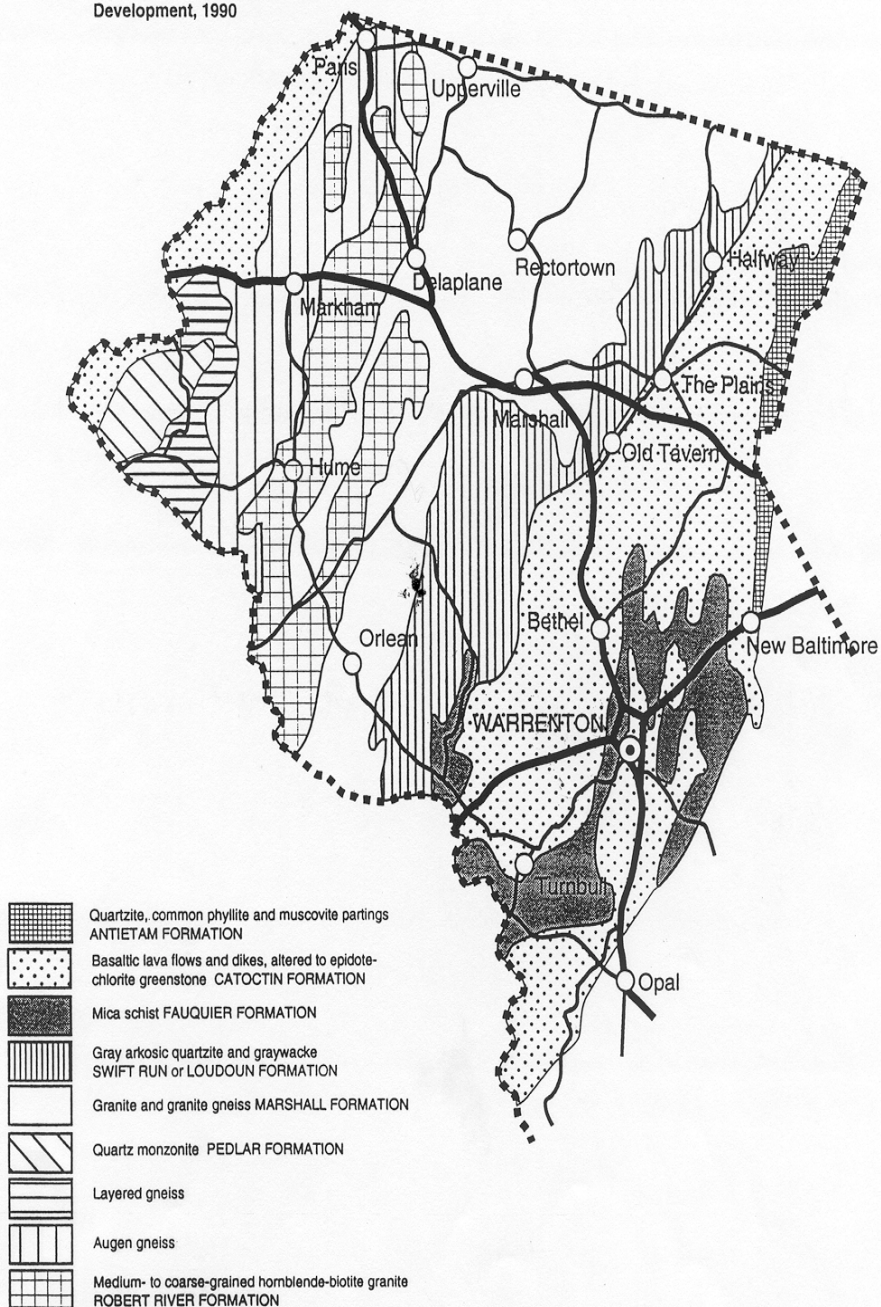 Development, 1990
Paris
Upperville
Rectortown
Halfway
Delaplane
Markham
The Plains
Marshall
Old Tavern
Hume
Bethel
New Baltimore
Orlean
WARRENTON
Turnbull
Opal
Quartzite, common phyllite and muscovite partings
ANTIETAM FORMATION
Basaltic lava flows and dikes, altered to epidote-
chlorite greenstone CATOCTIN FORMATION
Mica schist FAUQUIER FORMATION
Gray arkosic quartzite and graywacke
SWIFT RUN or LOUDOUN FORMATION
Granite and granite gneiss MARSHALL FORMATION
Quartz monzonite PEDLAR FORMATION
Layered gneiss
Augen gneiss
Medium- to coarse-grained hornblende-biotite granite
ROBERT RIVER FORMATION